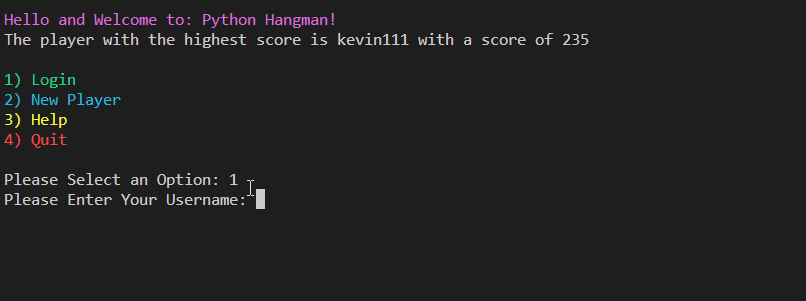 Hello and Welcome to: Python Hangman!
The player with the highest score is kevin111 with a score of 235
1) Login
2) New Player
3) Help
4) Quit
Please Select an Option: 1
Please Enter Your Username: